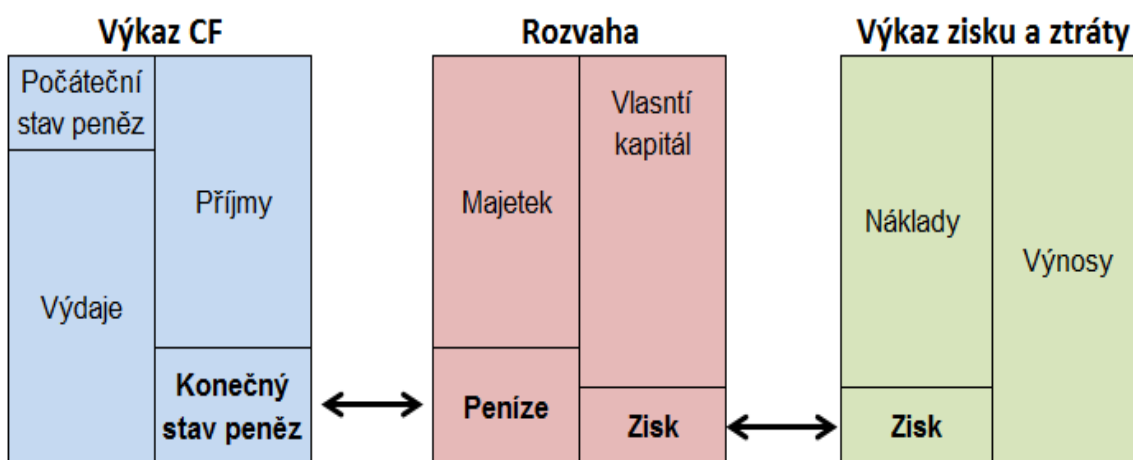 Výkaz CF
Počáteční
stav peněz
Výdaje
Příjmy
Konečný
stav peněz
Rozvaha
Majetek
Peníze
Vlasntí
kapitál
Zisk
Výkaz zisku a ztráty
Náklady
Zisk
Výnosy